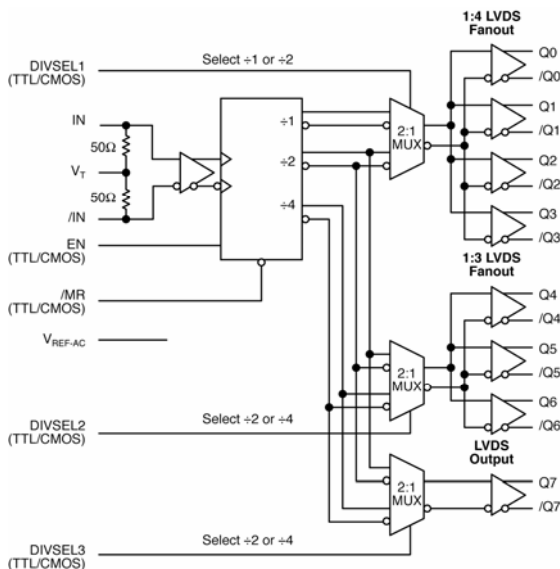 1:4 LVDS
Fanout
DIVSEL1
(TTL/CMOS)
Select ÷1 or ÷2
Q0
/Q0
IN
50Ω
VT
50Ω
/IN
÷1
÷2
÷4
2:1
MUX
Q1
/Q1
Q2
/Q2
Q3
/Q3
EN
(TTL/CMOS)
/MR
(TTL/CMOS)
VREF-AC
1:3 LVDS
Fanout
Q4
/Q4
2:1
MUX
Q5
/Q5
Q6
/Q6
DIVSEL2
(TTL/CMOS)
Select ÷2 or ÷4
LVDS
Output
2:1
MUX
Q7
/Q7
DIVSEL3
(TTL/CMOS)
Select ÷2 or ÷4